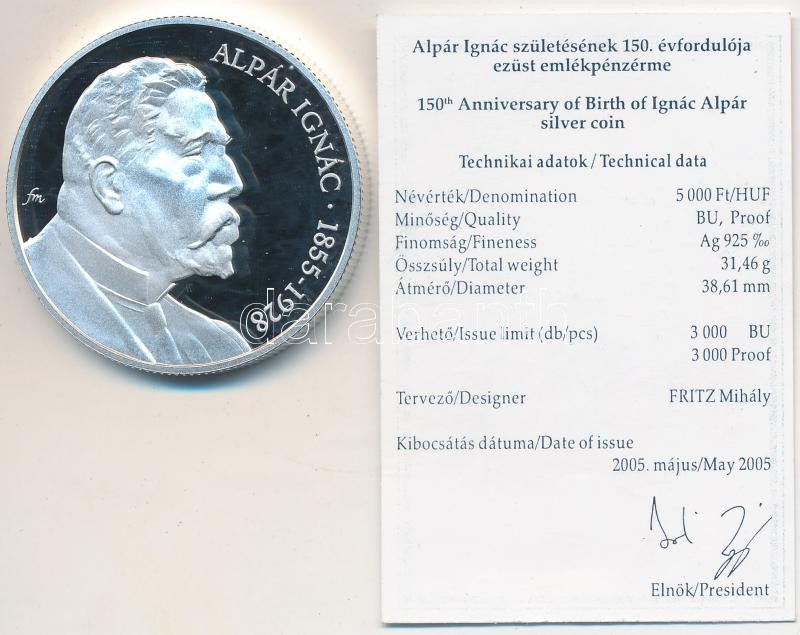 ALPÁR IGNÁC · 1855-1928
fm
Alpár Ignác születésének 150. évfordulója
ezüst emlékpénzérme
150th Anniversary of Birth of Ignác Alpár
silver coin
Technikai adatok / Technical data
Névérték/Denomination 5 000 Ft/HUF
Minőség/Quality BU, Proof
Finomság/Fineness Ag 925 ‰
Összsúly/Total weight 31,46 g
Átmérő/Diameter 38,61 mm
Verhető/Issue limit (db/pcs) 3 000 BU
3 000 Proof
Tervező/Designer FRITZ Mihály
Kibocsátás dátuma/Date of issue
2005. május/May 2005
Elnök/President
darabanth